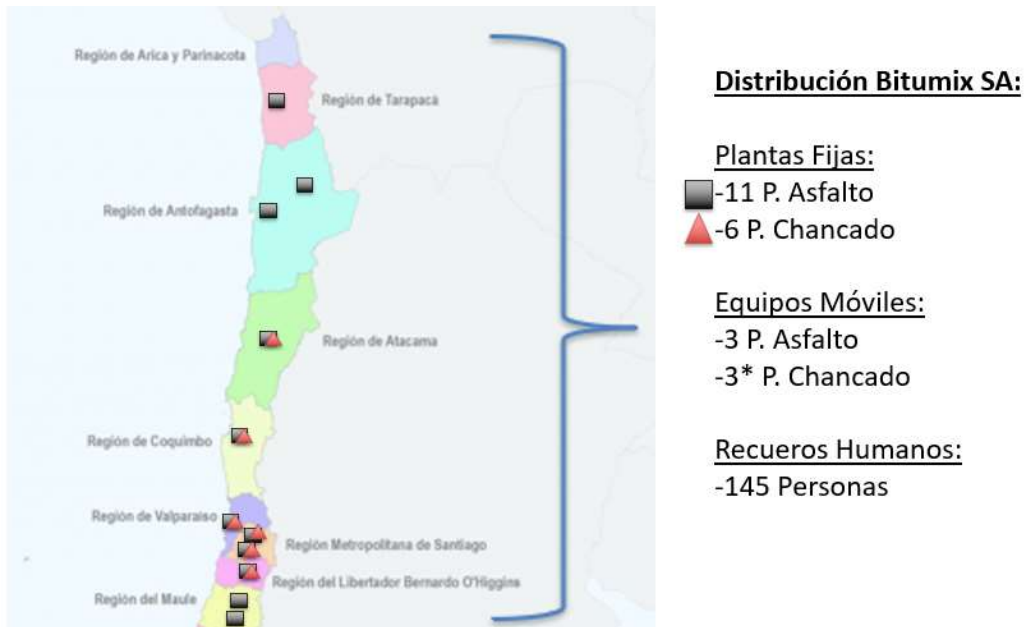 Región de Arica y Parinacota
Región de Tarapacá
Región de Antofagasta
Región de Atacama
Región de Coquimbo
Región de Valparaiso
Región Metropolitana de Santiago
Región del Libertador Bernardo O'Higgins
Región del Maule
Distribución Bitumix SA:
Plantas Fijas:
-11 P. Asfalto
-6 P. Chancado
Equipos Móviles:
-3 P. Asfalto
-3* P. Chancado
Recueros Humanos:
-145 Personas